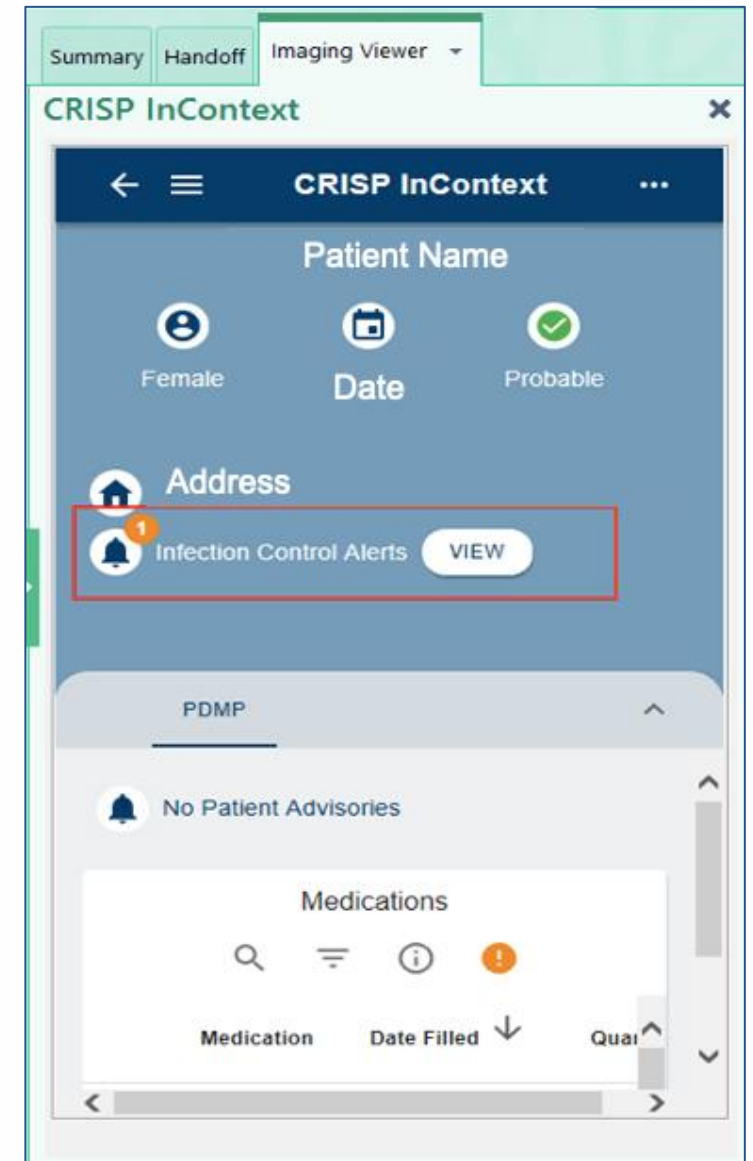 Summary Handoff Imaging Viewer
CRISP InContext
CRISP InContext
Patient Name
Female Date Probable
Address
1
Infection Control Alerts VIEW
PDMP
No Patient Advisories
Medications
Medication Date Filled Quar